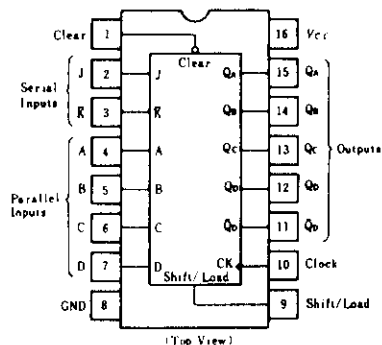 Clear 1 16 Vcc
Clear
J 2 J QA 15 QA
Serial Inputs
K̅ 3 K̅ QB 14 QB
A 4 A QC 13 QC
Outputs
B 5 B QD 12 QD
Parallel Inputs
C 6 C Q̅D 11 Q̅D
D 7 D CK 10 Clock
Shift/Load
GND 8 9 Shift/Load
(Top View)